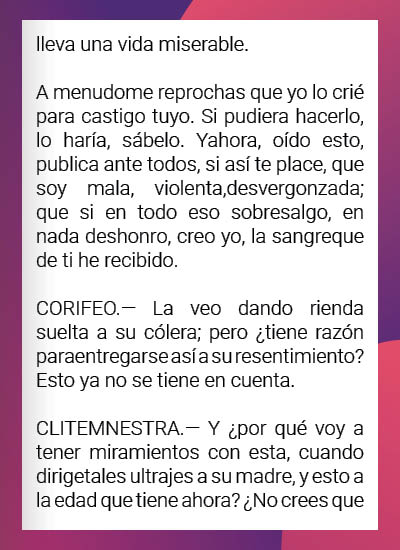 lleva una vida miserable.
A menudome reprochas que yo lo crié
para castigo tuyo. Si pudiera hacerlo,
lo haría, sábelo. Yahora, oído esto,
publica ante todos, si así te place, que
soy mala, violenta,desvergonzada;
que si en todo eso sobresalgo, en
nada deshonro, creo yo, la sangreque
de ti he recibido.
CORIFEO.— La veo dando rienda
suelta a su cólera; pero ¿tiene razón
paraentregarse así a su resentimiento?
Esto ya no se tiene en cuenta.
CLITEMNESTRA.— Y ¿por qué voy a
tener miramientos con esta, cuando
dirigetales ultrajes a su madre, y esto a
la edad que tiene ahora? ¿No crees que